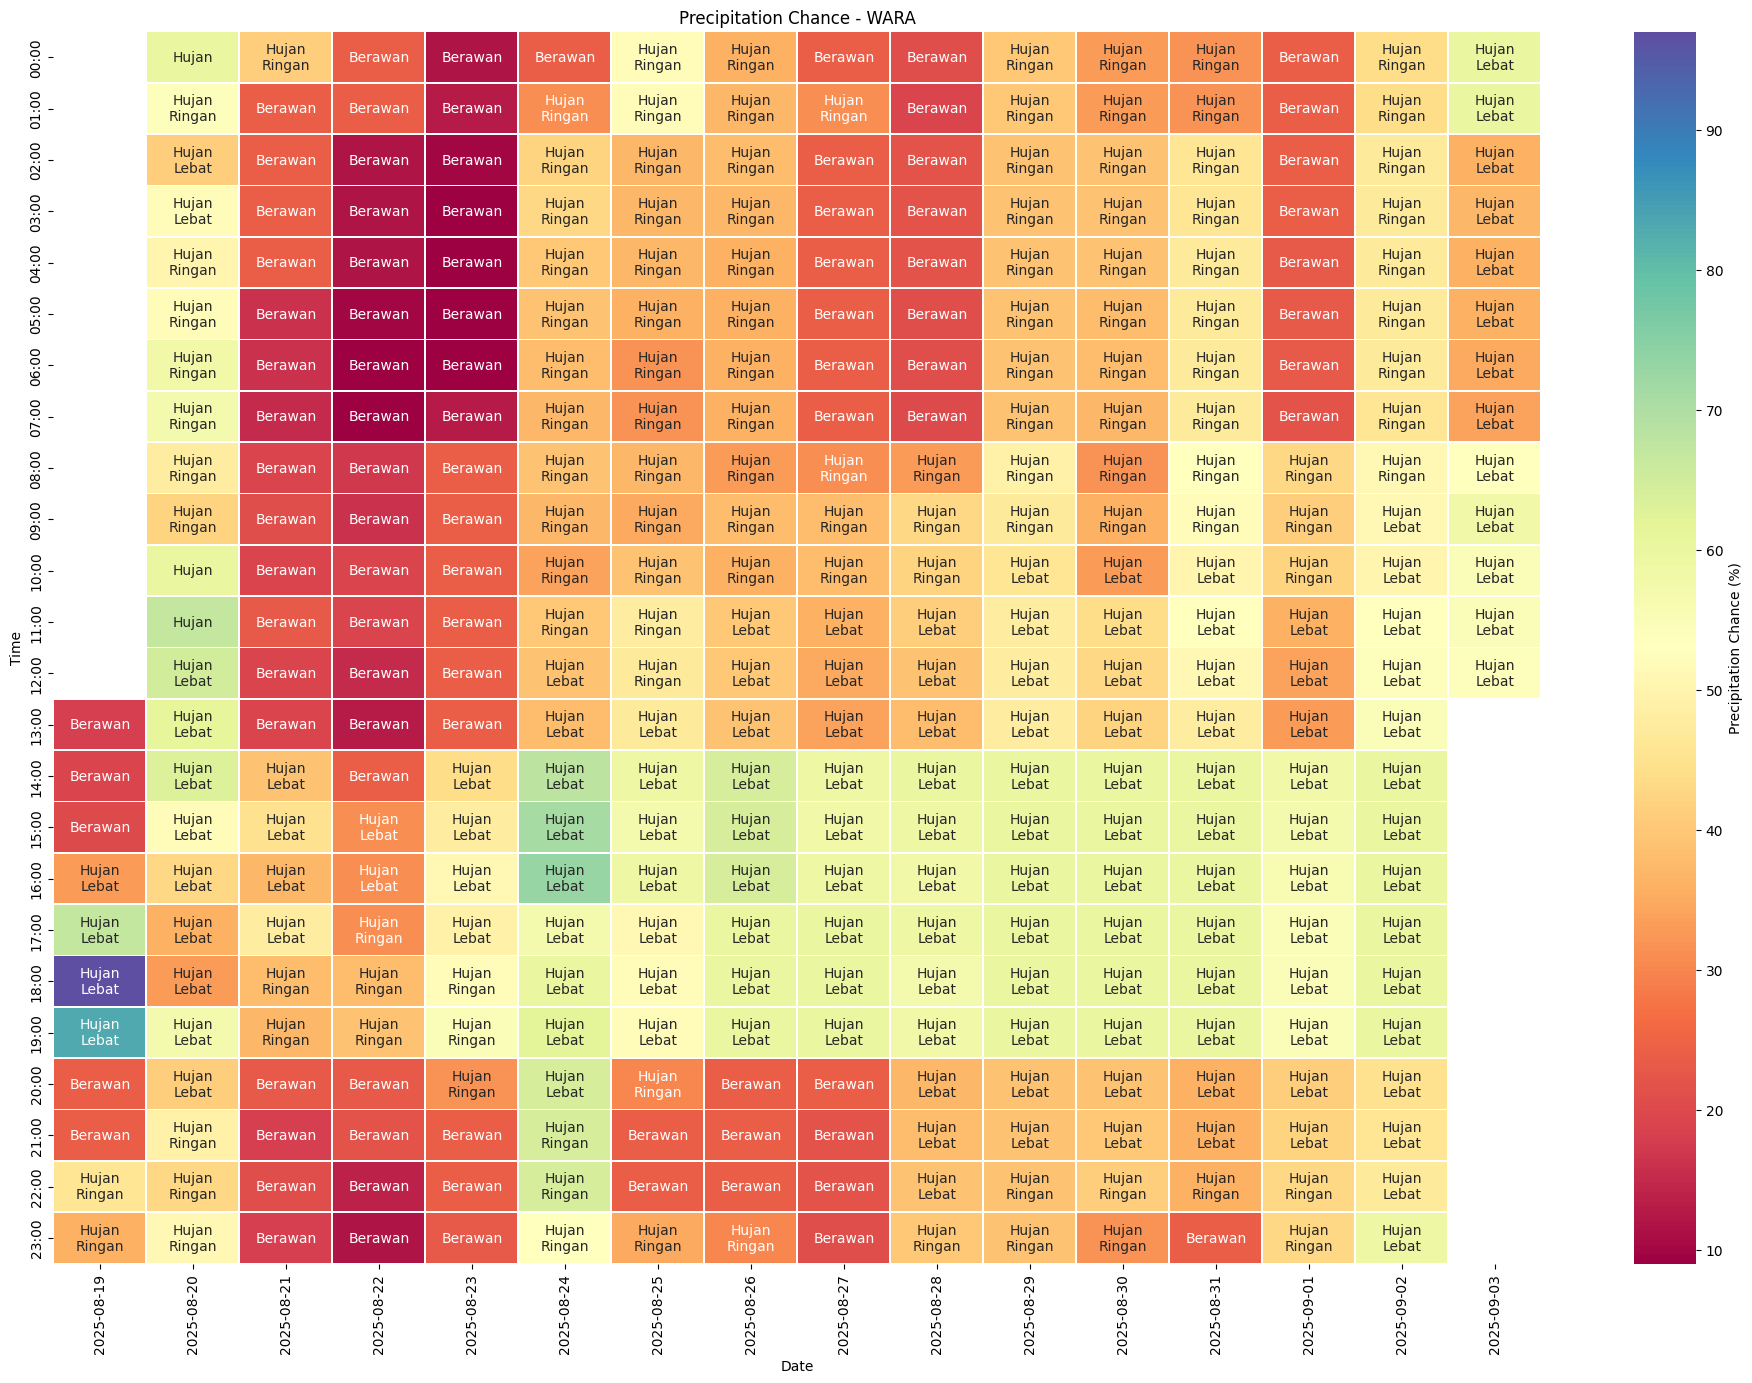 Precipitation Chance - WARA
00:00 Hujan Hujan Ringan Berawan Berawan Berawan Hujan Ringan Hujan Ringan Berawan Berawan Hujan Ringan Hujan Ringan Hujan Ringan Berawan Hujan Ringan Hujan Lebat
01:00 Hujan Ringan Berawan Berawan Berawan Hujan Ringan Hujan Ringan Hujan Ringan Hujan Ringan Berawan Hujan Ringan Hujan Ringan Hujan Ringan Berawan Hujan Ringan Hujan Lebat
02:00 Hujan Lebat Berawan Berawan Berawan Hujan Ringan Hujan Ringan Hujan Ringan Berawan Berawan Hujan Ringan Hujan Ringan Hujan Ringan Berawan Hujan Ringan Hujan Lebat
03:00 Hujan Lebat Berawan Berawan Berawan Hujan Ringan Hujan Ringan Hujan Ringan Berawan Berawan Hujan Ringan Hujan Ringan Hujan Ringan Berawan Hujan Ringan Hujan Lebat
04:00 Hujan Ringan Berawan Berawan Berawan Hujan Ringan Hujan Ringan Hujan Ringan Berawan Berawan Hujan Ringan Hujan Ringan Hujan Ringan Berawan Hujan Ringan Hujan Lebat
05:00 Hujan Ringan Berawan Berawan Berawan Hujan Ringan Hujan Ringan Hujan Ringan Berawan Berawan Hujan Ringan Hujan Ringan Hujan Ringan Berawan Hujan Ringan Hujan Lebat
06:00 Hujan Ringan Berawan Berawan Berawan Hujan Ringan Hujan Ringan Hujan Ringan Berawan Berawan Hujan Ringan Hujan Ringan Hujan Ringan Berawan Hujan Ringan Hujan Lebat
07:00 Hujan Ringan Berawan Berawan Berawan Hujan Ringan Hujan Ringan Hujan Ringan Berawan Berawan Hujan Ringan Hujan Ringan Hujan Ringan Berawan Hujan Ringan Hujan Lebat
08:00 Hujan Ringan Berawan Berawan Berawan Hujan Ringan Hujan Ringan Hujan Ringan Hujan Ringan Hujan Ringan Hujan Ringan Hujan Ringan Hujan Ringan Hujan Ringan Hujan Ringan Hujan Lebat
09:00 Hujan Ringan Berawan Berawan Berawan Hujan Ringan Hujan Ringan Hujan Ringan Hujan Ringan Hujan Ringan Hujan Ringan Hujan Ringan Hujan Ringan Hujan Ringan Hujan Lebat Hujan Lebat
10:00 Hujan Berawan Berawan Berawan Hujan Ringan Hujan Ringan Hujan Ringan Hujan Ringan Hujan Ringan Hujan Lebat Hujan Lebat Hujan Lebat Hujan Ringan Hujan Lebat Hujan Lebat
11:00 Hujan Berawan Berawan Berawan Hujan Ringan Hujan Ringan Hujan Lebat Hujan Lebat Hujan Lebat Hujan Lebat Hujan Lebat Hujan Lebat Hujan Lebat Hujan Lebat Hujan Lebat
12:00 Hujan Lebat Berawan Berawan Berawan Hujan Lebat Hujan Ringan Hujan Lebat Hujan Lebat Hujan Lebat Hujan Lebat Hujan Lebat Hujan Lebat Hujan Lebat Hujan Lebat Hujan Lebat
13:00 Berawan Hujan Lebat Berawan Berawan Berawan Hujan Lebat Hujan Lebat Hujan Lebat Hujan Lebat Hujan Lebat Hujan Lebat Hujan Lebat Hujan Lebat Hujan Lebat Hujan Lebat
14:00 Berawan Hujan Lebat Hujan Lebat Berawan Hujan Lebat Hujan Lebat Hujan Lebat Hujan Lebat Hujan Lebat Hujan Lebat Hujan Lebat Hujan Lebat Hujan Lebat Hujan Lebat Hujan Lebat
15:00 Berawan Hujan Lebat Hujan Lebat Hujan Lebat Hujan Lebat Hujan Lebat Hujan Lebat Hujan Lebat Hujan Lebat Hujan Lebat Hujan Lebat Hujan Lebat Hujan Lebat Hujan Lebat Hujan Lebat
16:00 Hujan Lebat Hujan Lebat Hujan Lebat Hujan Lebat Hujan Lebat Hujan Lebat Hujan Lebat Hujan Lebat Hujan Lebat Hujan Lebat Hujan Lebat Hujan Lebat Hujan Lebat Hujan Lebat Hujan Lebat
17:00 Hujan Lebat Hujan Lebat Hujan Lebat Hujan Ringan Hujan Lebat Hujan Lebat Hujan Lebat Hujan Lebat Hujan Lebat Hujan Lebat Hujan Lebat Hujan Lebat Hujan Lebat Hujan Lebat Hujan Lebat
18:00 Hujan Lebat Hujan Lebat Hujan Ringan Hujan Ringan Hujan Ringan Hujan Lebat Hujan Lebat Hujan Lebat Hujan Lebat Hujan Lebat Hujan Lebat Hujan Lebat Hujan Lebat Hujan Lebat Hujan Lebat
19:00 Hujan Lebat Hujan Lebat Hujan Ringan Hujan Ringan Hujan Ringan Hujan Lebat Hujan Lebat Hujan Lebat Hujan Lebat Hujan Lebat Hujan Lebat Hujan Lebat Hujan Lebat Hujan Lebat Hujan Lebat
20:00 Berawan Hujan Lebat Berawan Berawan Hujan Ringan Hujan Lebat Hujan Ringan Berawan Berawan Hujan Lebat Hujan Lebat Hujan Lebat Hujan Lebat Hujan Lebat Hujan Lebat
21:00 Berawan Hujan Ringan Berawan Berawan Berawan Hujan Ringan Berawan Berawan Berawan Hujan Lebat Hujan Lebat Hujan Lebat Hujan Lebat Hujan Lebat Hujan Lebat
22:00 Hujan Ringan Hujan Ringan Berawan Berawan Berawan Hujan Ringan Berawan Berawan Berawan Hujan Lebat Hujan Ringan Hujan Ringan Hujan Ringan Hujan Ringan Hujan Lebat
23:00 Hujan Ringan Hujan Ringan Berawan Berawan Berawan Hujan Ringan Hujan Ringan Hujan Ringan Berawan Hujan Ringan Hujan Ringan Hujan Ringan Berawan Hujan Ringan Hujan Lebat
Time
2025-08-19 2025-08-20 2025-08-21 2025-08-22 2025-08-23 2025-08-24 2025-08-25 2025-08-26 2025-08-27 2025-08-28 2025-08-29 2025-08-30 2025-08-31 2025-09-01 2025-09-02 2025-09-03
Date
90
80
70
60
50
40
30
20
10
Precipitation Chance (%)